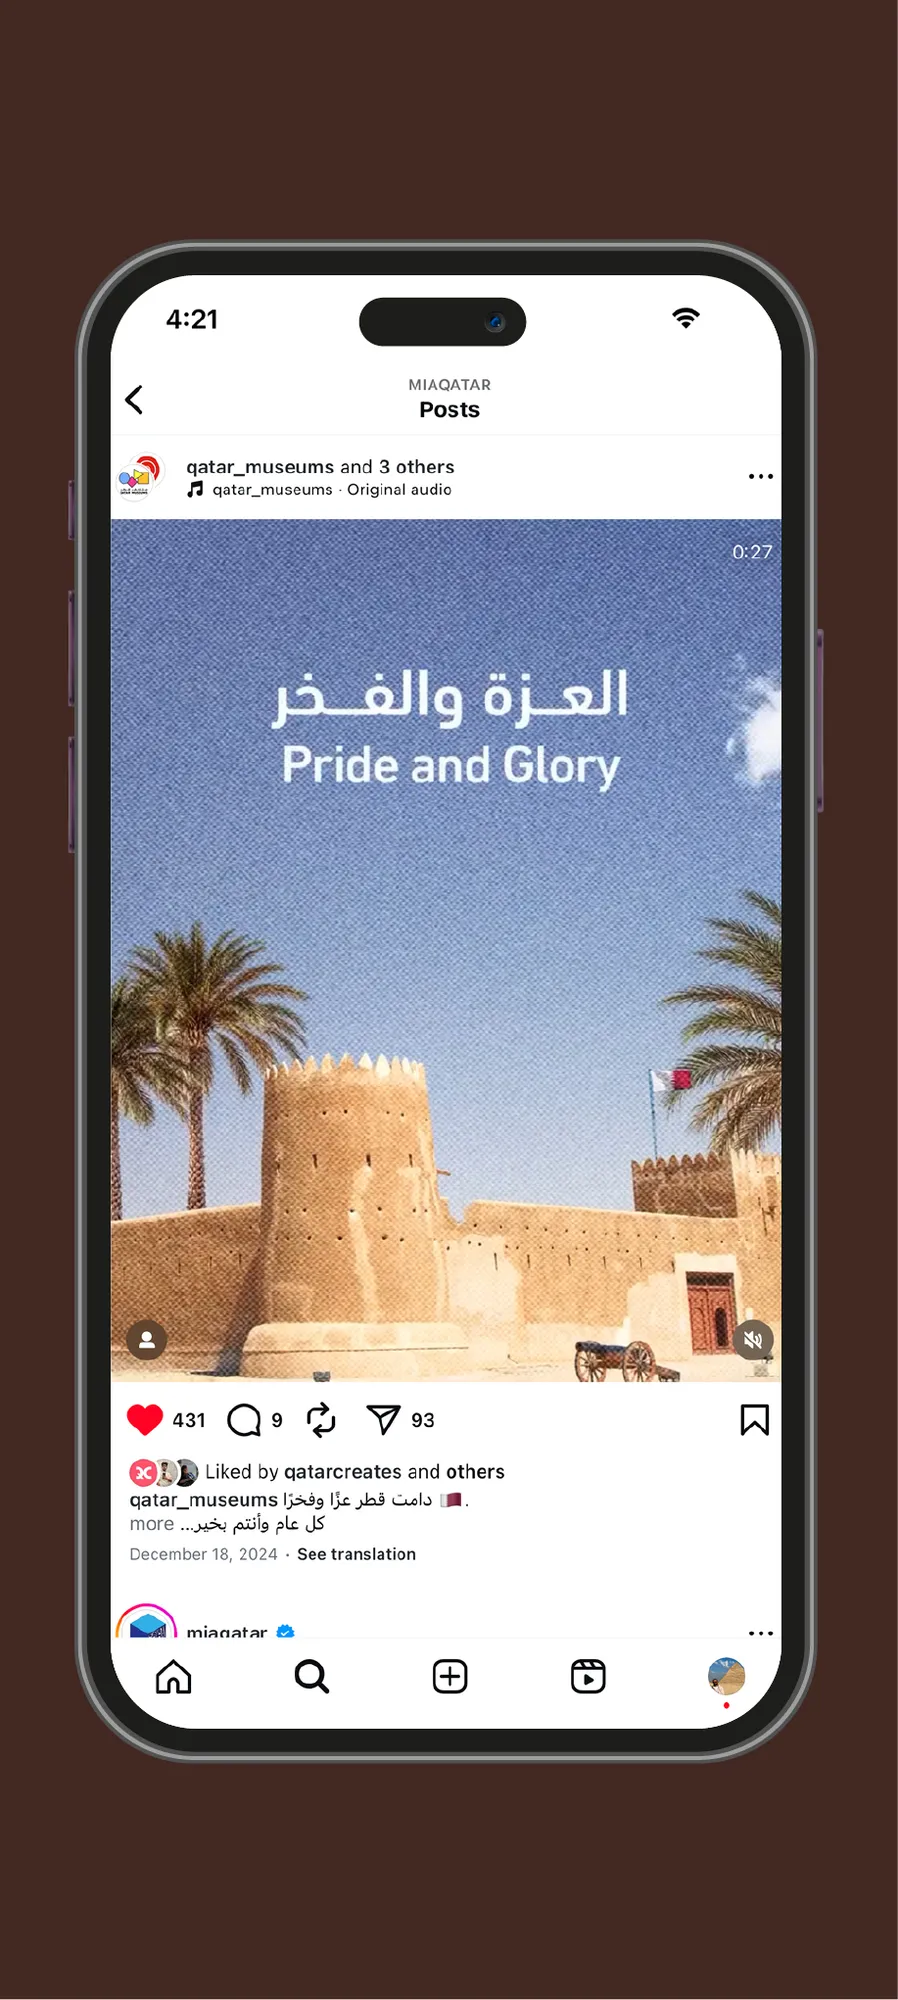 4:21
MIAQATAR
Posts
qatar_museums and 3 others
qatar_museums · Original audio
0:27
العزة والفخر
Pride and Glory
431 9 93
Liked by qatarcreates and others
qatar_museums دامت قطر عزًا وفخرًا 🇶🇦.
كل عام وأنتم بخير... more
December 18, 2024 · See translation
miaqatar